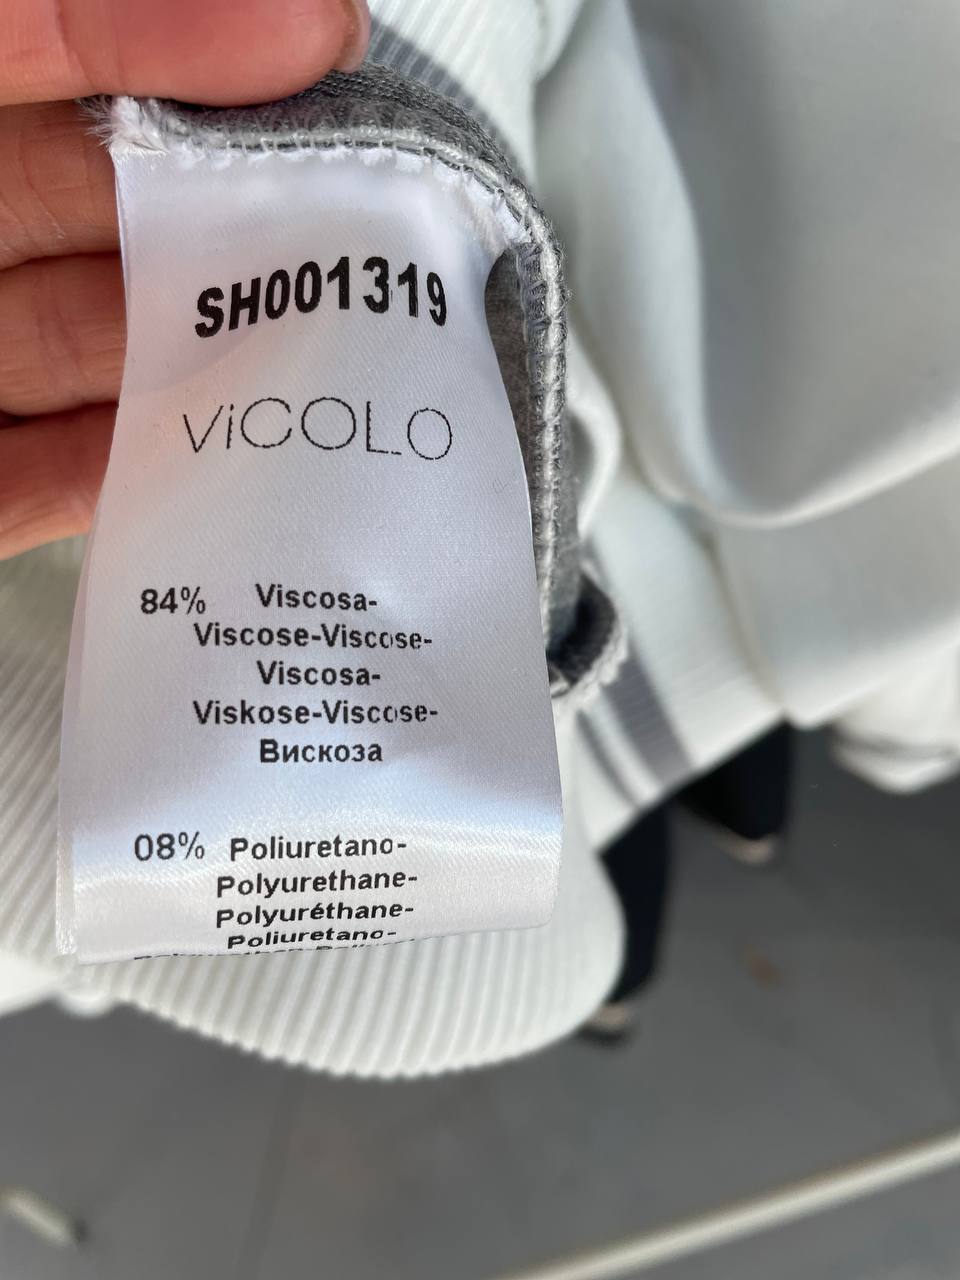 SH001319
ViCOLO
84% Viscosa-
Viscose-Viscose-
Viscosa-
Viskose-Viscose-
Вискоза
08% Poliuretano-
Polyurethane-
Polyuréthane-
Poliuretano-